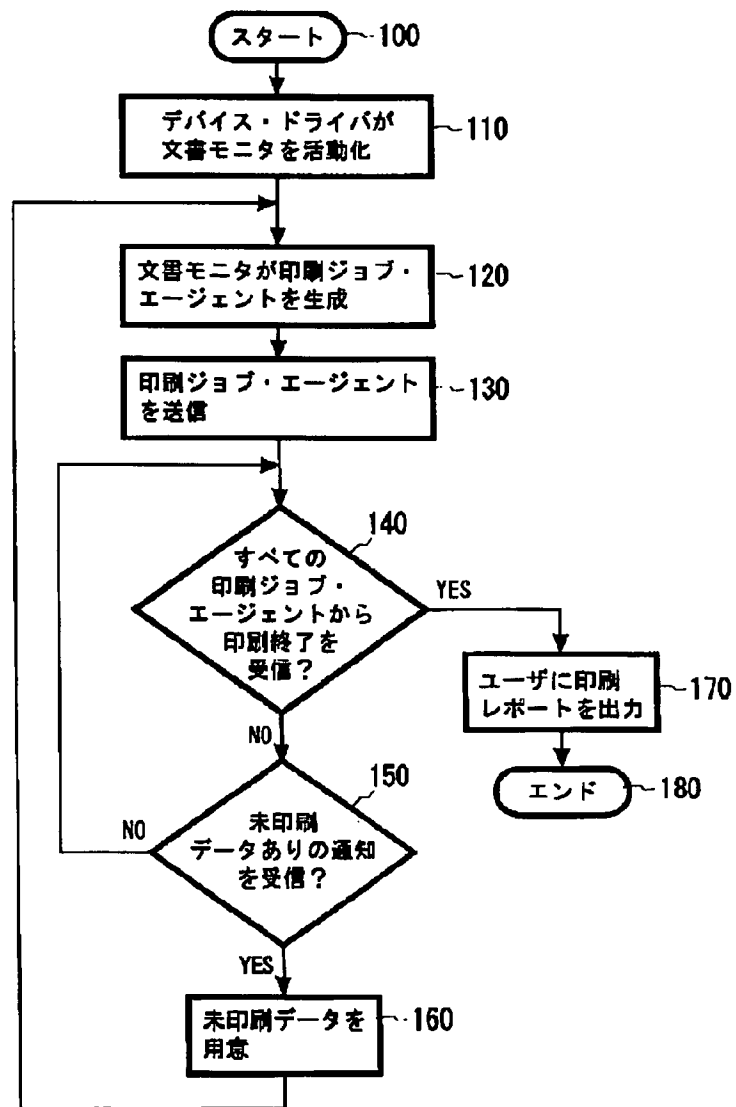 スタート
100
デバイス・ドライバが
文書モニタを活動化
110
文書モニタが印刷ジョブ・
エージェントを生成
120
印刷ジョブ・エージェント
を送信
130
140
すべての
印刷ジョブ・
エージェントから
印刷終了を
受信？
YES
ユーザに印刷
レポートを出力
170
NO
エンド
180
150
NO
未印刷
データありの通知
を受信？
YES
未印刷データを
用意
160